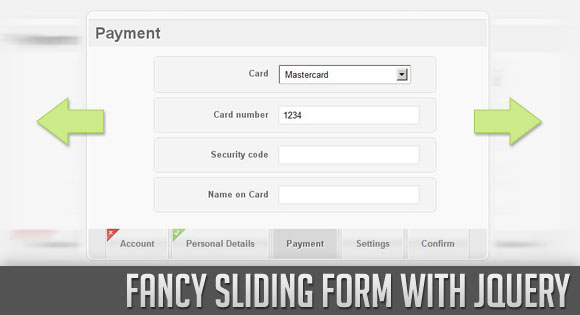 Payment
Card Mastercard
Card number 1234
Security code
Name on Card
Account Personal Details Payment Settings Confirm
FANCY SLIDING FORM WITH JQUERY